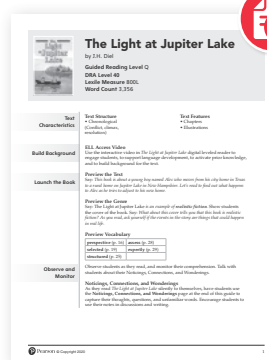 The Light at Jupiter Lake
by J.H. Diel
Guided Reading Level Q
DRA Level 40
Lexile Measure 800L
Word Count 3,356
Text
Characteristics
Text Structure
• Chronological
(Conflict, climax,
resolution)
Text Features
• Chapters
• Illustrations
Build Background
ELL Access Video
Use the interactive video in The Light at Jupiter Lake digital leveled reader to
engage students, to support language development, to activate prior knowledge,
and to build background for the text.
Launch the Book
Preview the Text
Say: This book is about a young boy named Alex who moves from his city home in Texas
to a rural home on Jupiter Lake in New Hampshire. Let's read to find out what happens
to Alex as he tries to adjust to his new home.
Preview the Genre
Say: The Light at Jupiter Lake is an example of realistic fiction. Show students
the cover of the book. Say: What about this cover tells you that this book is realistic
fiction? As you read, ask yourself if the events in the story are things that could happen
in real life.
Preview Vocabulary
perspective (p. 16) access (p. 28)
selected (p. 19) expertly (p. 29)
structured (p. 23)
Observe and
Monitor
Observe students as they read, and monitor their comprehension. Talk with
students about their Noticings, Connections, and Wonderings.
Noticings, Connections, and Wonderings
As they read The Light at Jupiter Lake silently to themselves, have students use
the Noticings, Connections, and Wonderings page at the end of this guide to
capture their thoughts, questions, and unfamiliar words. Encourage students to
use their notes in discussions and writing.
Pearson © Copyright 2020
1